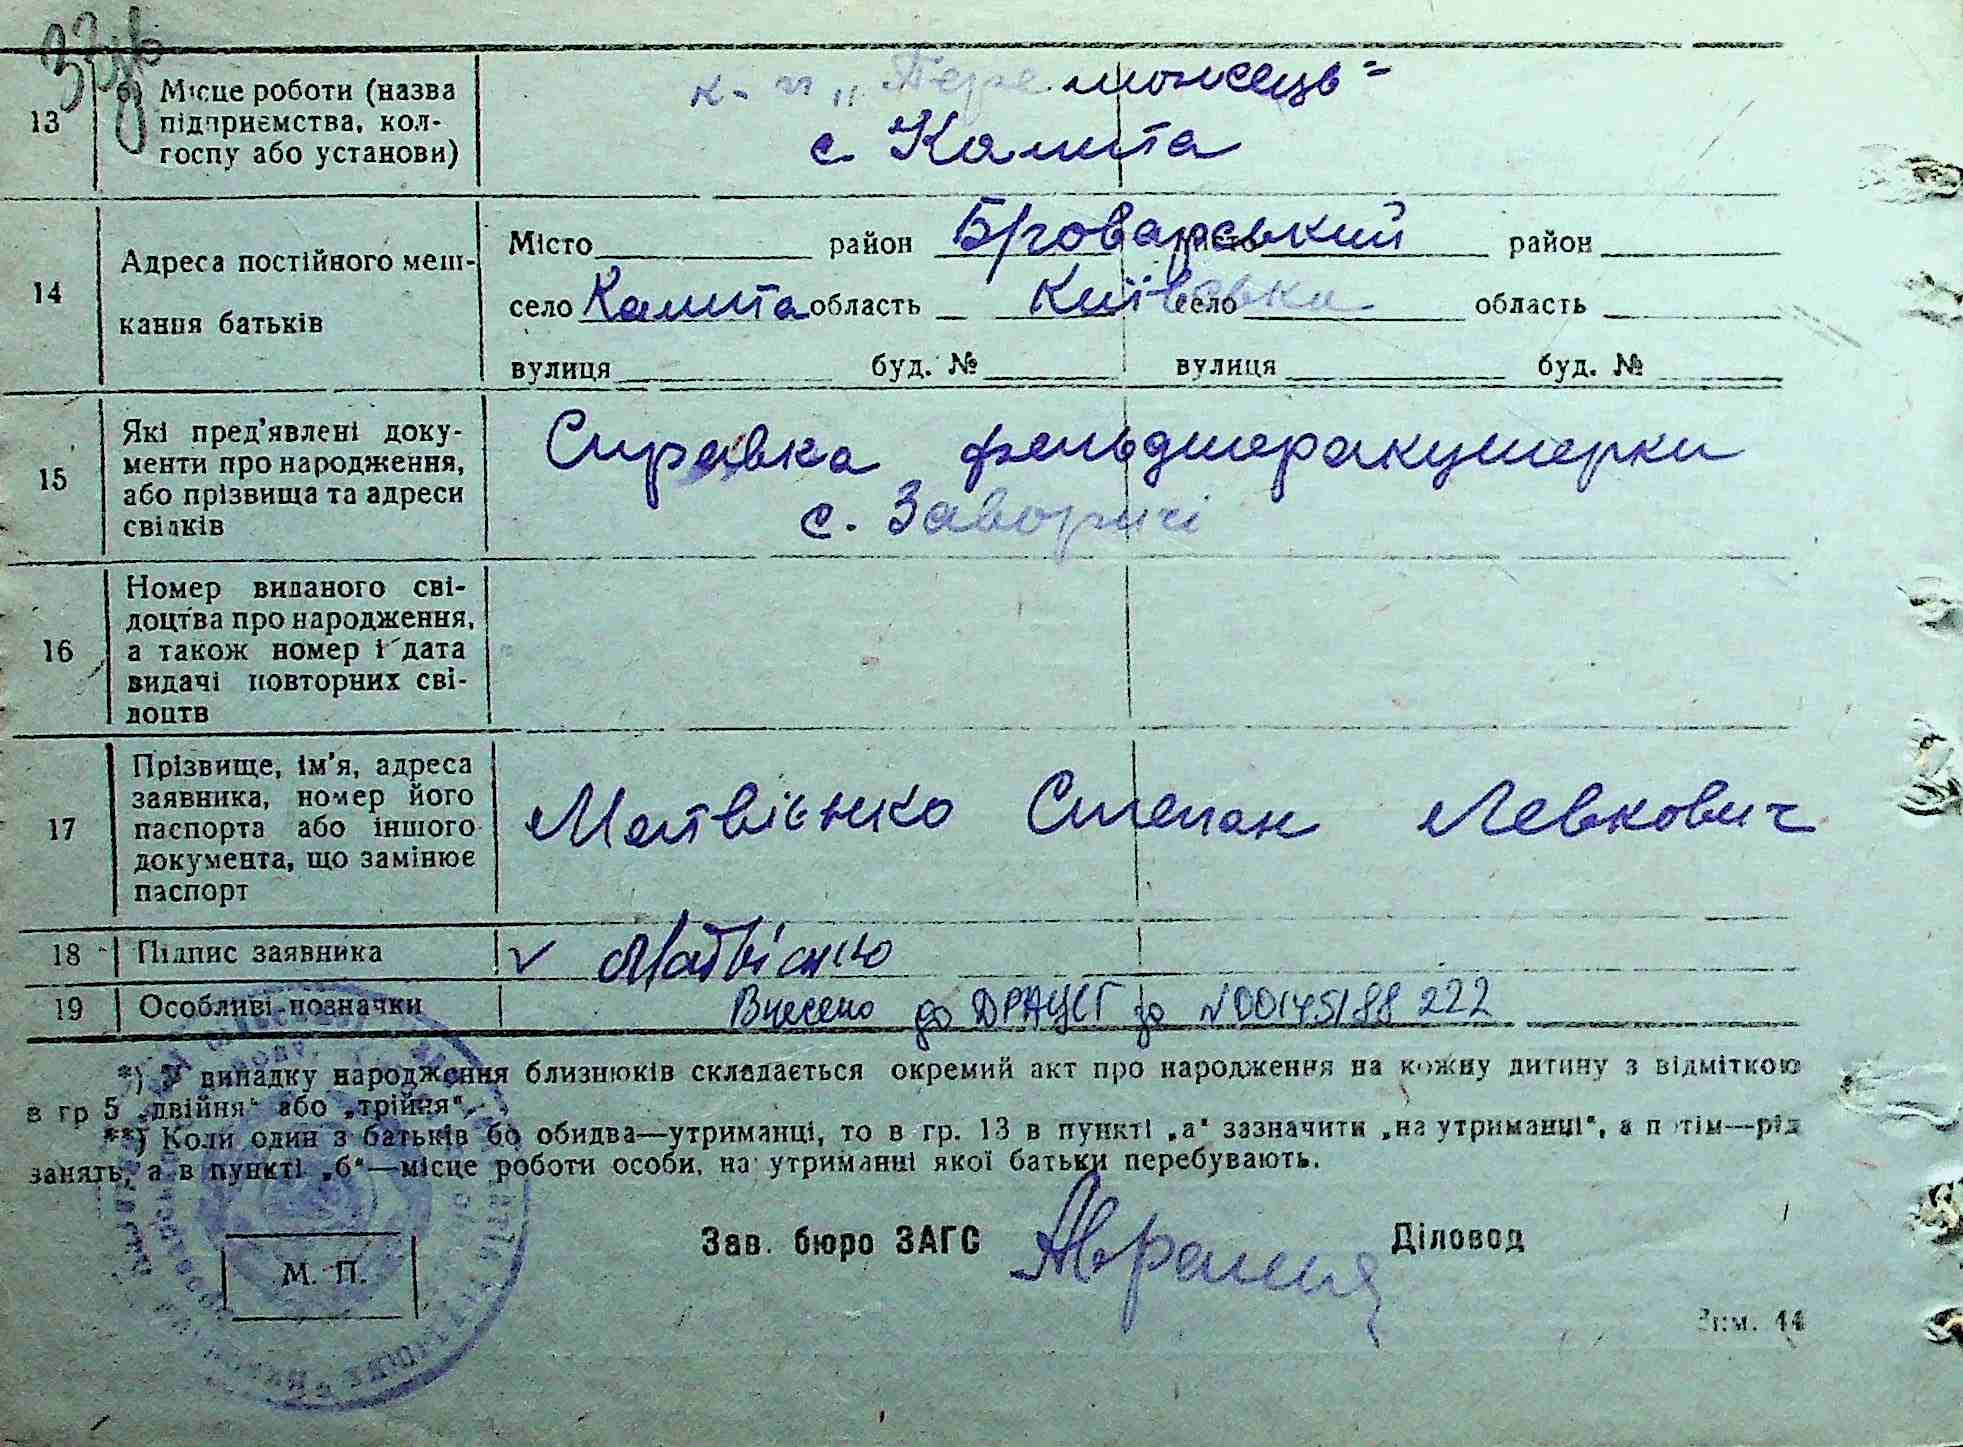 13 б) Місце роботи (назва підприємства, колгоспу або установи)
к-п „Переможець"
с. Калита
14 Адреса постійного мешкання батьків
Місто район Броварський місто район
село Калита область Київська село область
вулиця буд. № вулиця буд. №
15 Які пред'явлені документи про народження, або прізвища та адреси свідків
Справка фельдшеракушерки
с. Заворичі
16 Номер виданого свідоцтва про народження, а також номер і дата видачі повторних свідоцтв
17 Прізвище, ім'я, адреса заявника, номер його паспорта або іншого документа, що замінює паспорт
Матвієнко Степан Левкович
18 Підпис заявника
v Матвієнко
19 Особливі позначки
Внесено до ДРАЦСГ за №00145188222
*) У випадку народження близнюків складається окремий акт про народження на кожну дитину з відміткою
в гр 5 „двійня" або „трійня".
**) Коли один з батьків бо обидва—утриманці, то в гр. 13 в пункті „а" зазначити „на утриманці", а потім—рід
занять, а в пункті „б"—місце роботи особи, на утриманні якої батьки перебувають.
Зав. бюро ЗАГС
Діловод
М. П.
Зам. 44